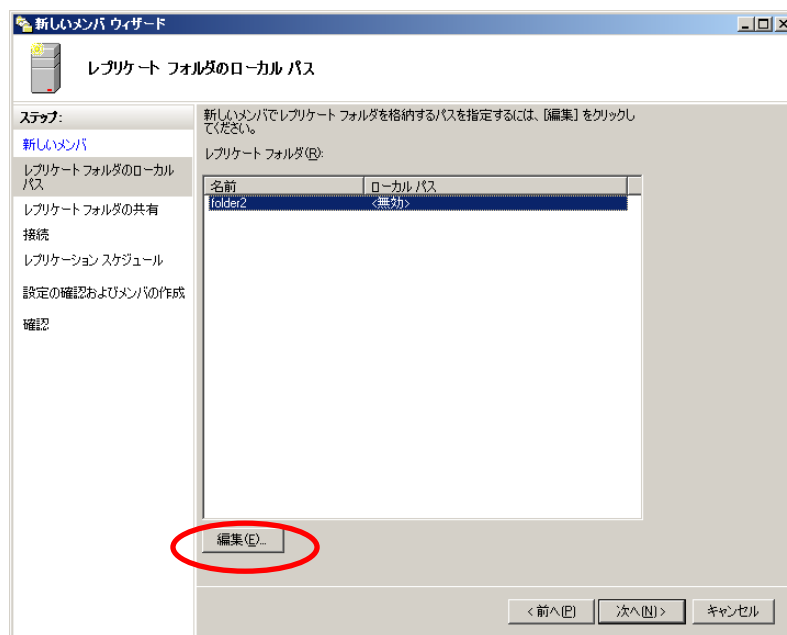 新しいメンバ ウィザード
レプリケート フォルダのローカル パス
ステップ:
新しいメンバ
レプリケート フォルダのローカル
パス
レプリケート フォルダの共有
接続
レプリケーション スケジュール
設定の確認およびメンバの作成
確認
新しいメンバでレプリケート フォルダを格納するパスを指定するには、[編集] をクリックし
てください。
レプリケート フォルダ(R):
名前 ローカル パス
folder2 <無効>
編集(E)...
< 前へ(P) 次へ(N) > キャンセル